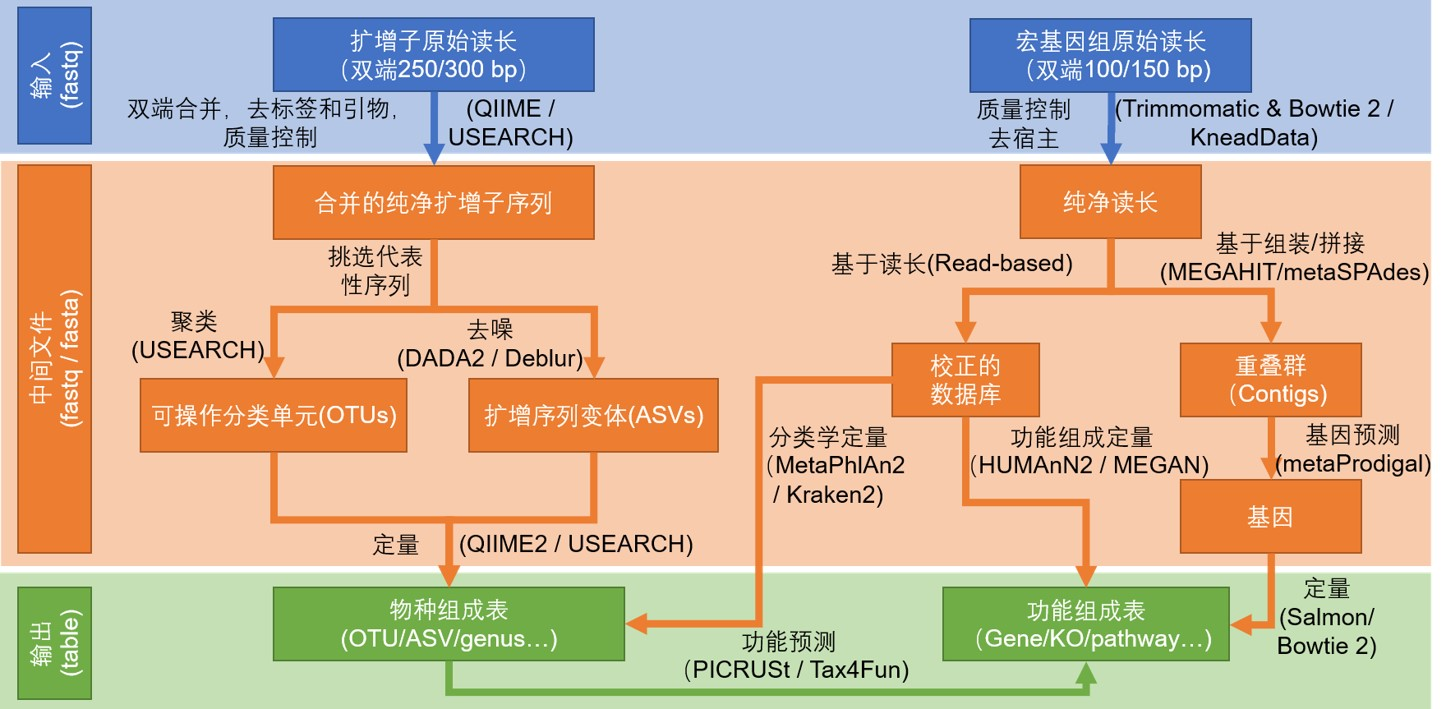 输入
(fastq)
扩增子原始读长
（双端250/300 bp）
宏基因组原始读长
（双端100/150 bp)
双端合并，去标签和引物，
质量控制
(QIIME /
USEARCH)
质量控制
去宿主
(Trimmomatic & Bowtie 2 /
KneadData)
中间文件
(fastq / fasta)
合并的纯净扩增子序列
纯净读长
挑选代表
性序列
基于读长(Read-based)
基于组装/拼接
(MEGAHIT/metaSPAdes)
聚类
(USEARCH)
去噪
(DADA2 / Deblur)
可操作分类单元(OTUs)
扩增序列变体(ASVs)
校正的
数据库
重叠群
（Contigs)
分类学定量
（MetaPhlAn2
/ Kraken2)
功能组成定量
（HUMAnN2 / MEGAN)
基因预测
(metaProdigal)
基因
定量
(QIIME2 / USEARCH)
输出
(table)
物种组成表
(OTU/ASV/genus…)
功能组成表
（Gene/KO/pathway…)
定量
(Salmon/
Bowtie 2)
功能预测
（PICRUSt / Tax4Fun)